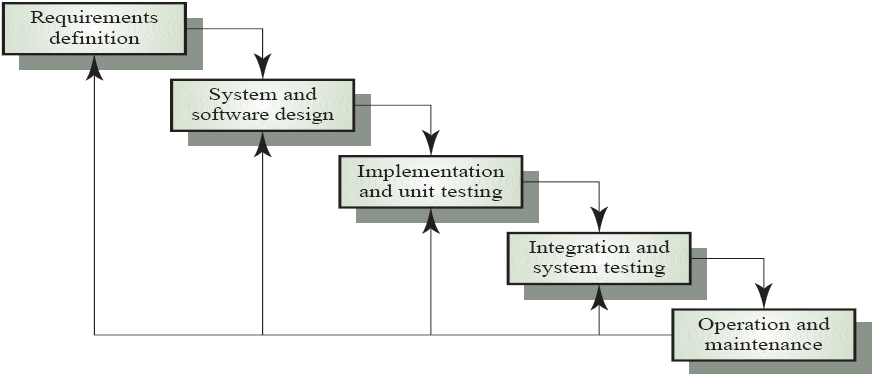 Requirements
definition
System and
software design
Implementation
and unit testing
Integration and
system testing
Operation and
maintenance